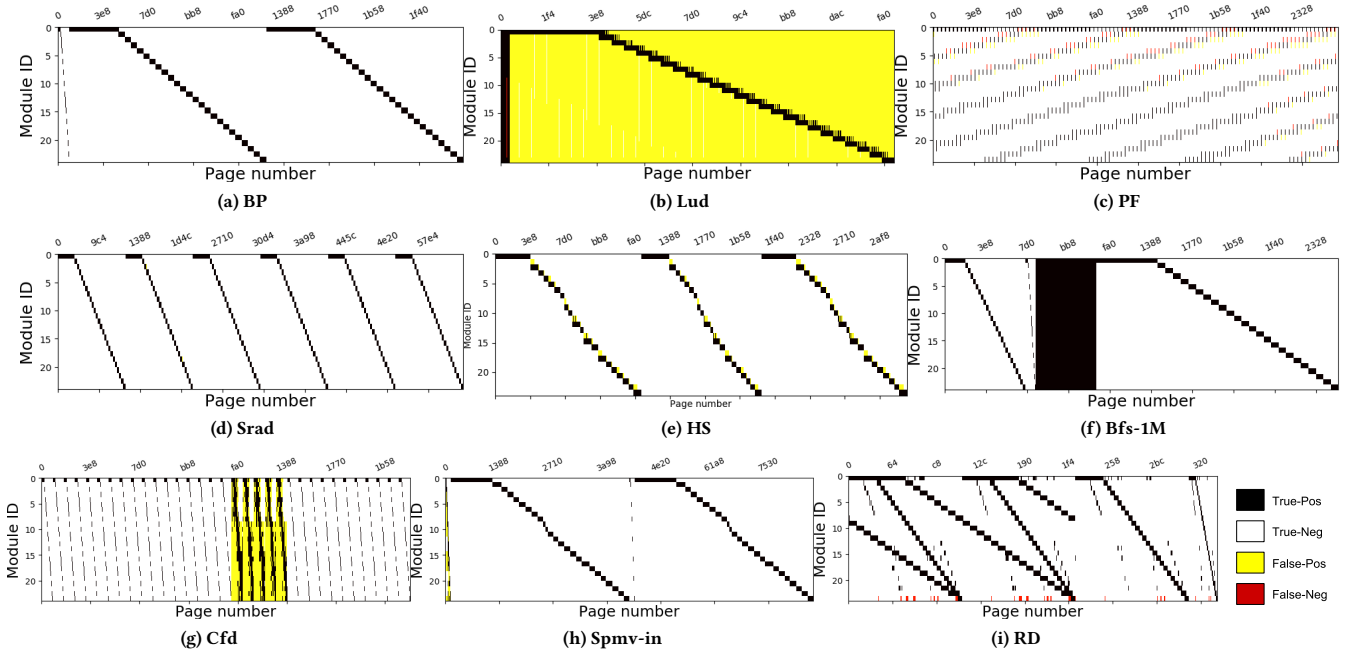 0 3e8 7d0 bb8 fa0 1388 1770 1b58 1f40
0
5
10
15
20
Module ID
Page number
(a) BP
0 1f4 3e8 5dc 7d0 9c4 bb8 dac fa0
0
5
10
15
20
Module ID
Page number
(b) Lud
0 3e8 7d0 bb8 fa0 1388 1770 1b58 1f40 2328
0
5
10
15
20
Module ID
Page number
(c) PF
0 9c4 1388 1d4c 2710 30d4 3a98 445c 4e20 57e4
0
5
10
15
20
Module ID
Page number
(d) Srad
0 3e8 7d0 bb8 fa0 1388 1770 1b58 1f40 2328 2710 2af8
0
5
10
15
20
Module ID
Page number
(e) HS
0 3e8 7d0 bb8 fa0 1388 1770 1b58 1f40 2328
0
5
10
15
20
Module ID
Page number
(f) Bfs-1M
0 3e8 7d0 bb8 fa0 1388 1770 1b58
0
5
10
15
20
Module ID
Page number
(g) Cfd
0 1388 2710 3a98 4e20 61a8 7530
0
5
10
15
20
Module ID
Page number
(h) Spmv-in
0 64 c8 12c 190 1f4 258 2bc 320
0
5
10
15
20
Module ID
Page number
(i) RD
True-Pos
True-Neg
False-Pos
False-Neg